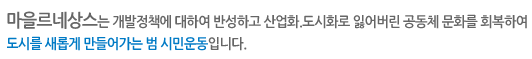 마을르네상스는 개발정책에 대하여 반성하고 산업화.도시화로 잃어버린 공동체 문화를 회복하여
도시를 새롭게 만들어가는 범 시민운동입니다.